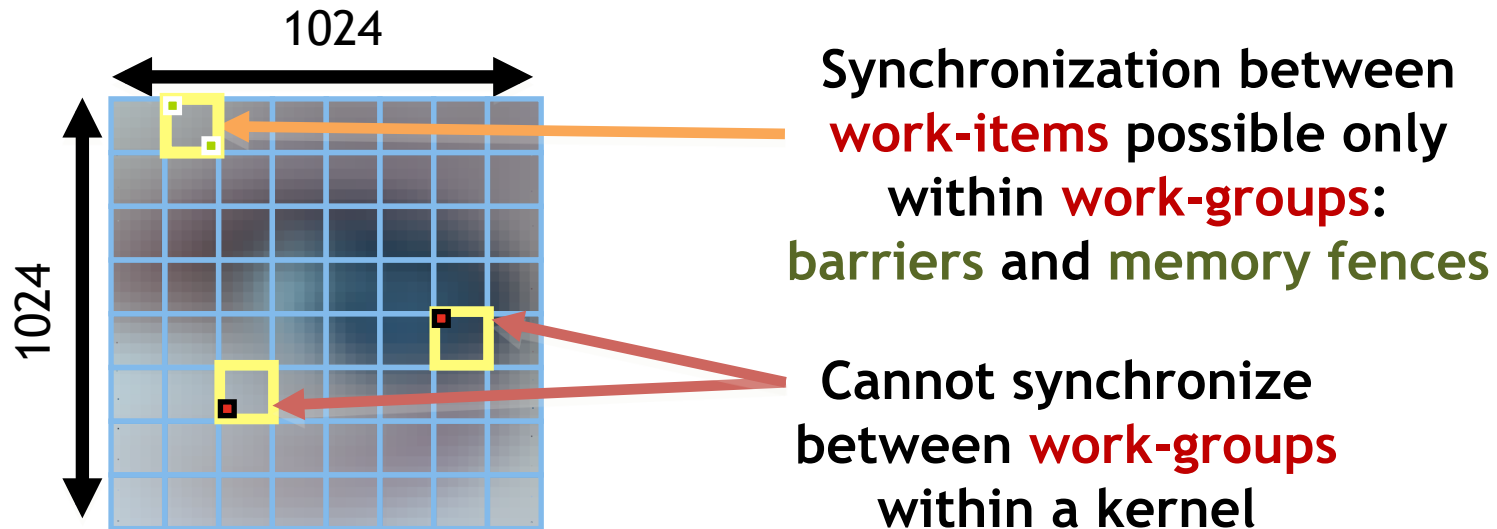 1024
1024
Synchronization between
work-items possible only
within work-groups:
barriers and memory fences
Cannot synchronize
between work-groups
within a kernel